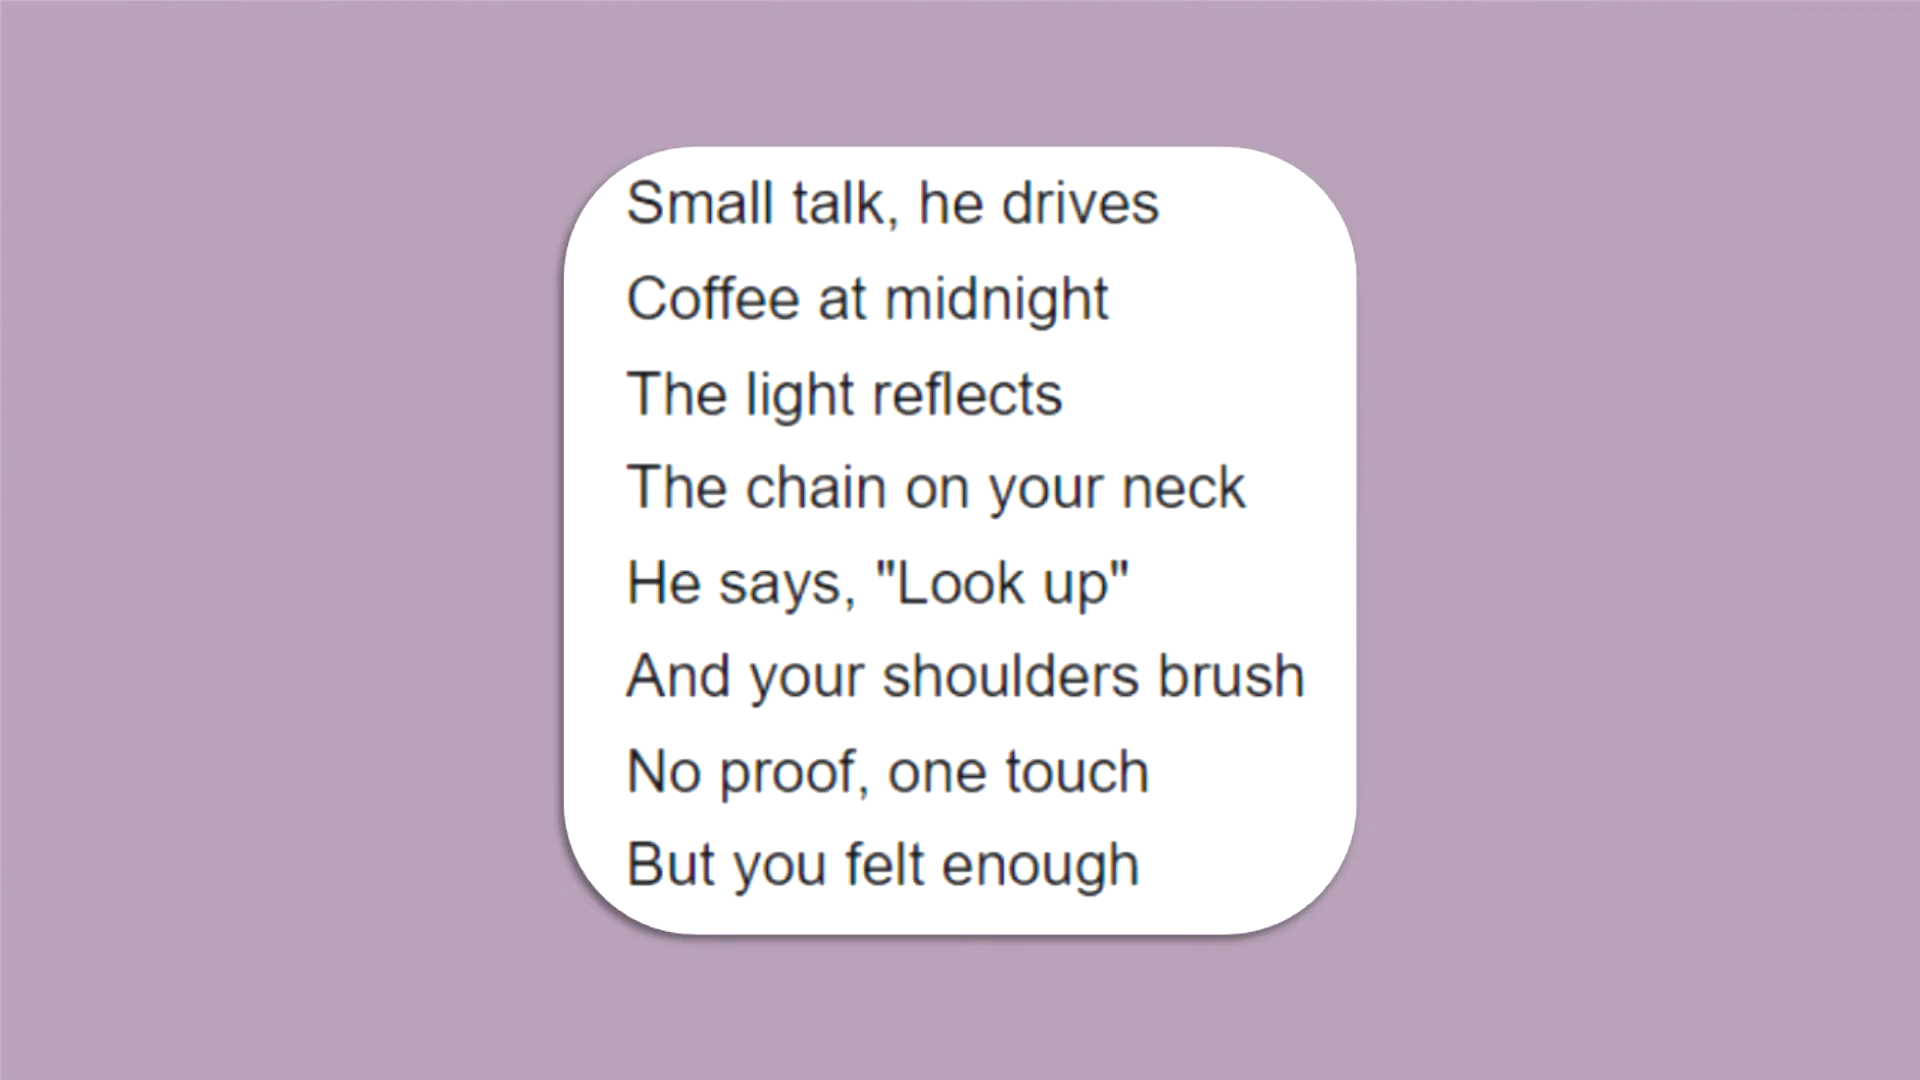 Small talk, he drives
Coffee at midnight
The light reflects
The chain on your neck
He says, "Look up"
And your shoulders brush
No proof, one touch
But you felt enough